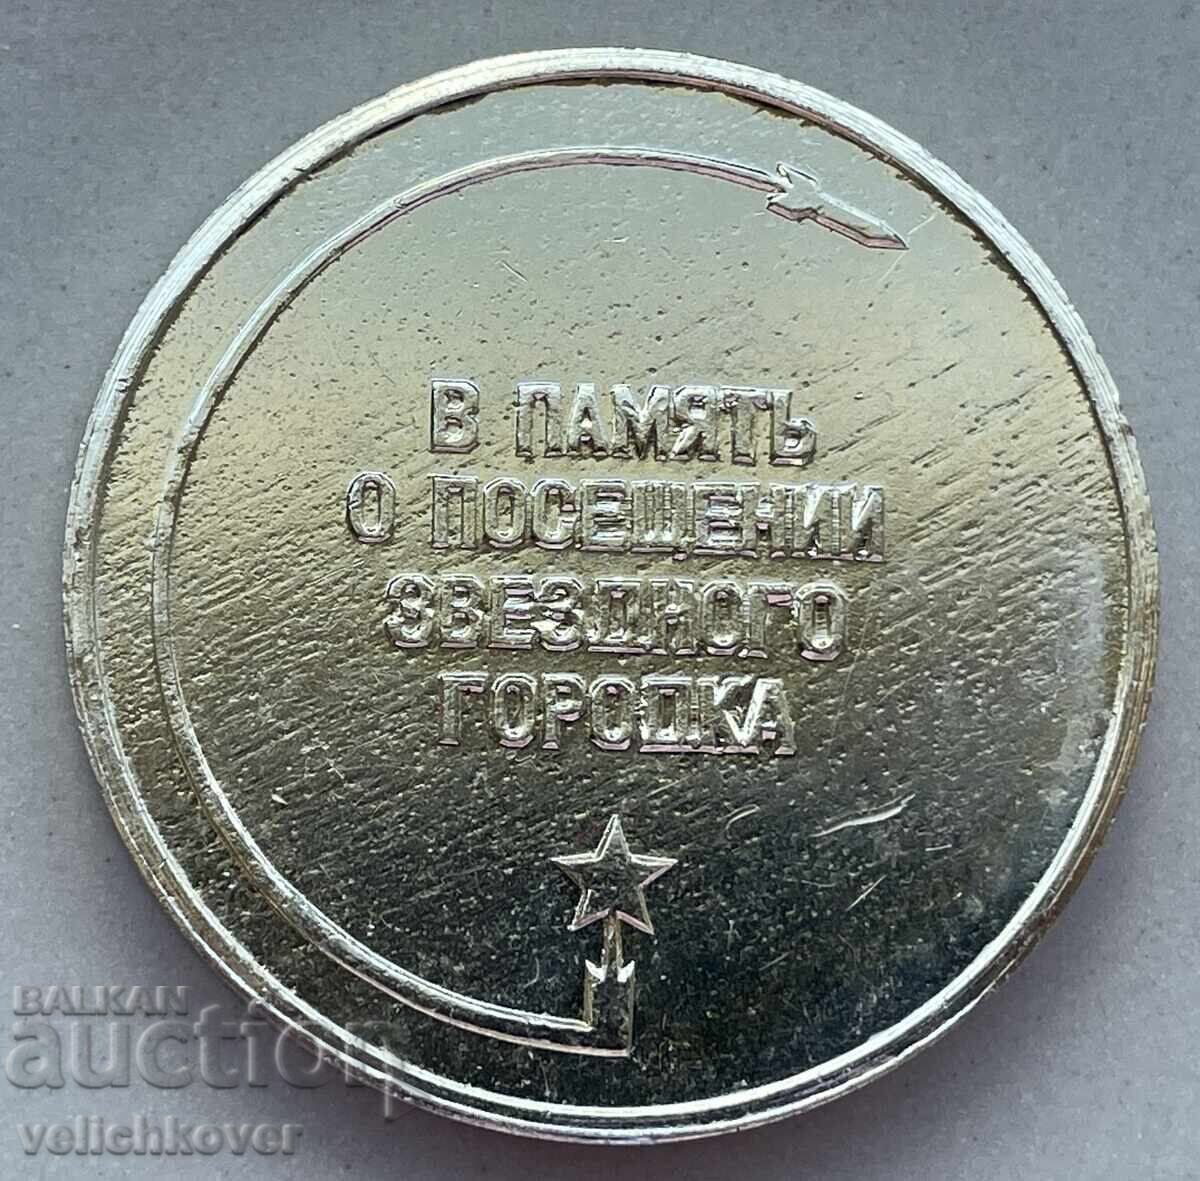 В ПАМЯТЬ
О ПОСЕЩЕНИИ
ЗВЕЗДНОГО
ГОРОДКА
BALKAN
auction
velichkover